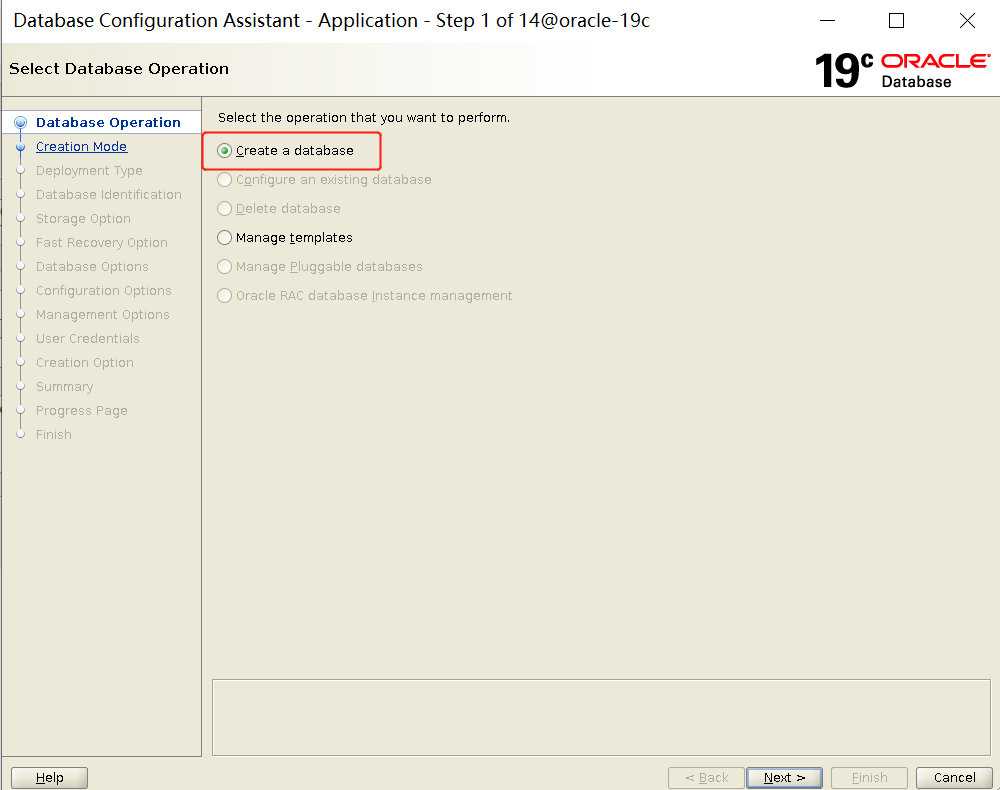 Database Configuration Assistant - Application - Step 1 of 14@oracle-19c
Select Database Operation
19c ORACLE
Database
Database Operation
Creation Mode
Deployment Type
Database Identification
Storage Option
Fast Recovery Option
Database Options
Configuration Options
Management Options
User Credentials
Creation Option
Summary
Progress Page
Finish
Select the operation that you want to perform.
Create a database
Configure an existing database
Delete database
Manage templates
Manage Pluggable databases
Oracle RAC database Instance management
Help
< Back
Next >
Finish
Cancel